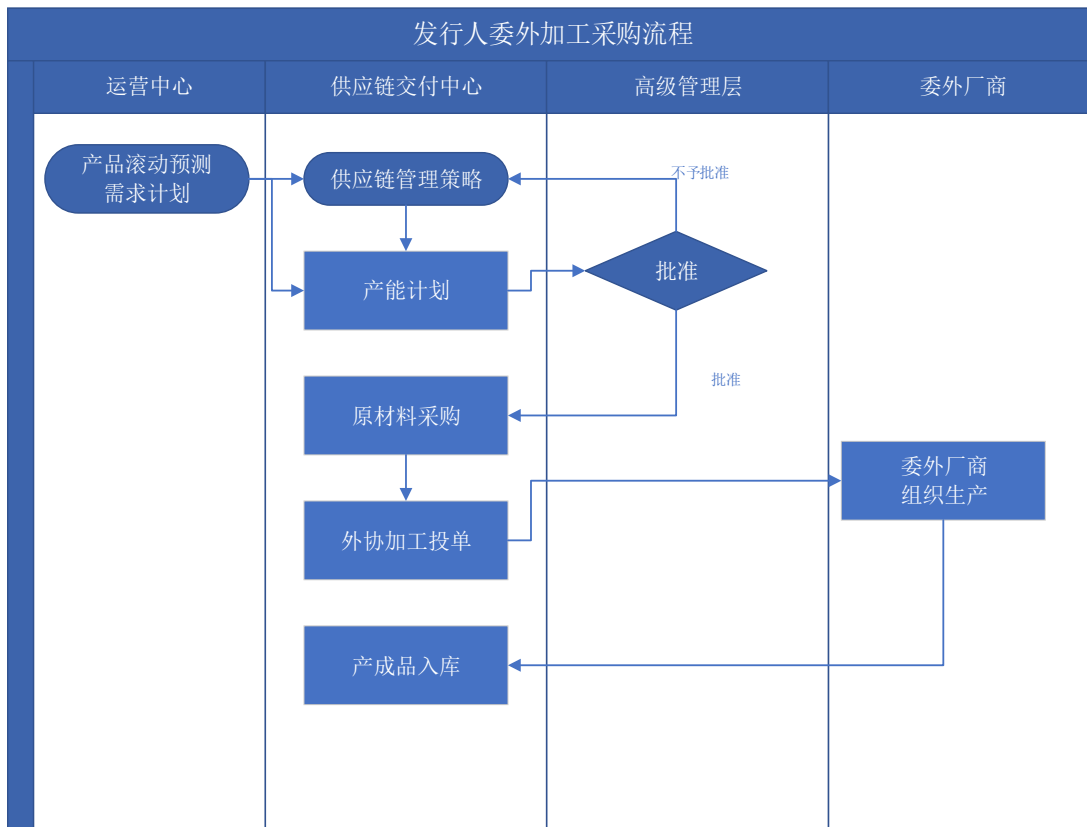 发行人委外加工采购流程
运营中心
供应链交付中心
高级管理层
委外厂商
产品滚动预测
需求计划
供应链管理策略
不予批准
产能计划
批准
批准
原材料采购
委外厂商
组织生产
外协加工投单
产成品入库